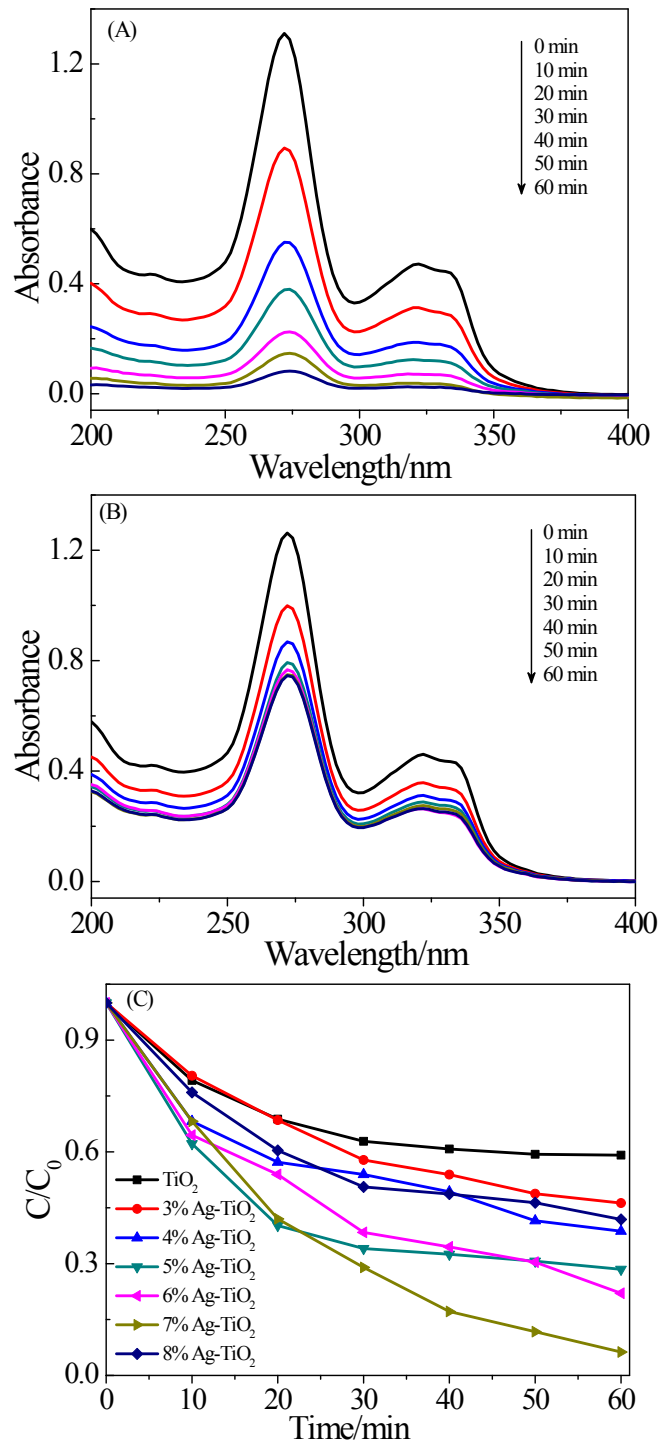 (A)
1.2
0.8
0.4
0.0
Absorbance
0 min
10 min
20 min
30 min
40 min
50 min
60 min
200
250
300
350
400
Wavelength/nm
(B)
1.2
0.8
0.4
0.0
Absorbance
0 min
10 min
20 min
30 min
40 min
50 min
60 min
200
250
300
350
400
Wavelength/nm
(C)
0.9
0.6
0.3
0.0
C/C₀
TiO₂
3% Ag-TiO₂
4% Ag-TiO₂
5% Ag-TiO₂
6% Ag-TiO₂
7% Ag-TiO₂
8% Ag-TiO₂
0
10
20
30
40
50
60
Time/min